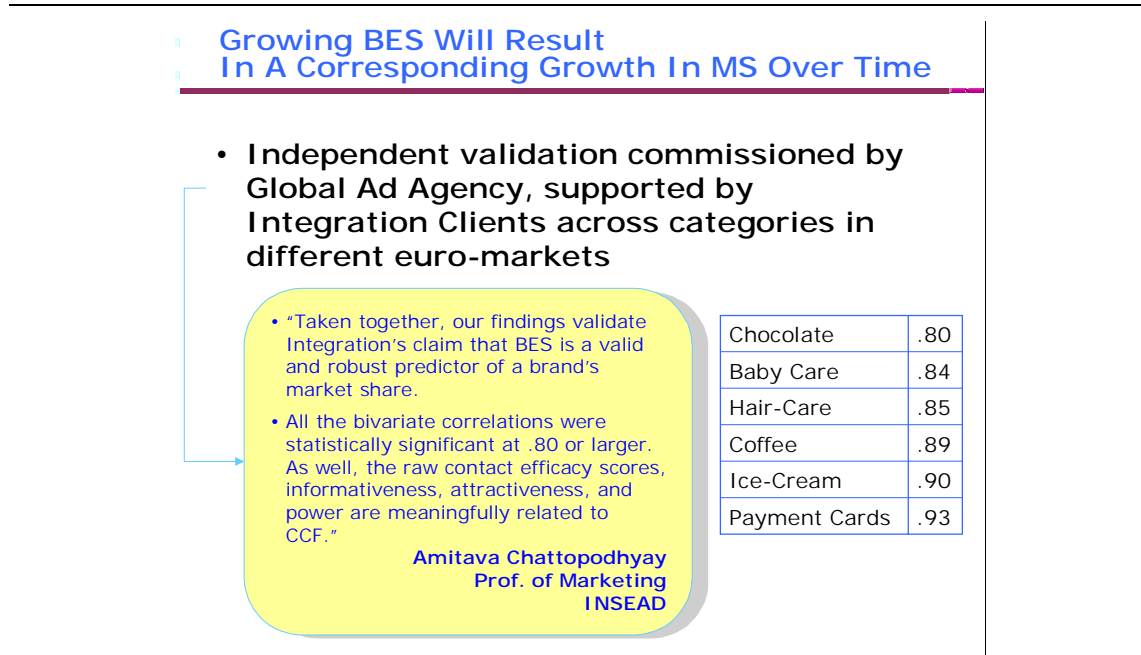 Growing BES Will Result
In A Corresponding Growth In MS Over Time
• Independent validation commissioned by
Global Ad Agency, supported by
Integration Clients across categories in
different euro-markets
• “Taken together, our findings validate
Integration’s claim that BES is a valid
and robust predictor of a brand’s
market share.
• All the bivariate correlations were
statistically significant at .80 or larger.
As well, the raw contact efficacy scores,
informativeness, attractiveness, and
power are meaningfully related to
CCF.”
Amitava Chattopodhyay
Prof. of Marketing
INSEAD
Chocolate .80
Baby Care .84
Hair-Care .85
Coffee .89
Ice-Cream .90
Payment Cards .93